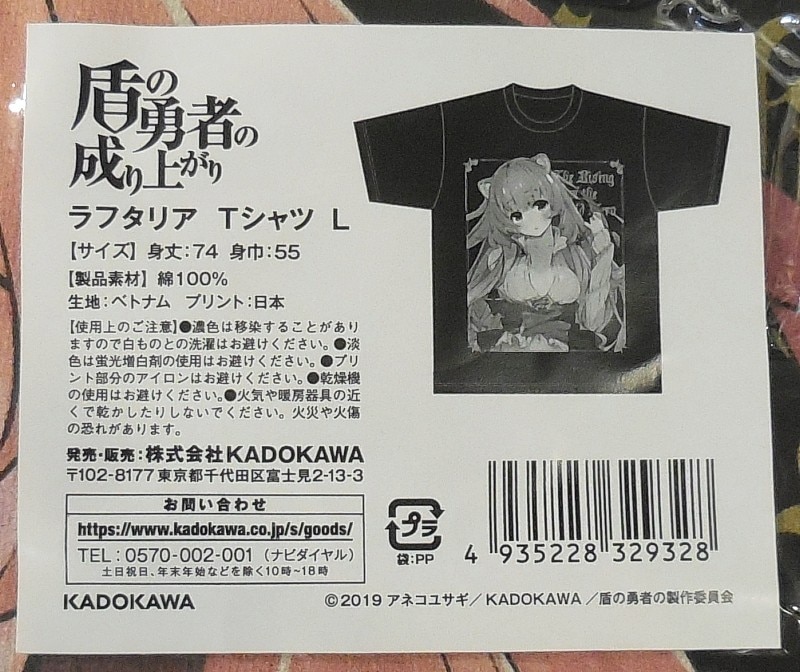 盾の勇者の
成り上がり
ラフタリア Tシャツ L
【サイズ】身丈:74 身巾:55
【製品素材】綿100%
生地:ベトナム プリント:日本
【使用上のご注意】●濃色は移染することがあり
ますので白ものとの洗濯はお避けください。●淡
色は蛍光増白剤の使用はお避けください。●プリ
ント部分のアイロンはお避けください。●乾燥機
の使用はお避けください。●火気や暖房器具の近
くで乾かしたりしないでください。火災や火傷
の恐れがあります。
発売・販売:株式会社KADOKAWA
〒102-8177 東京都千代田区富士見2-13-3
お問い合わせ
https://www.kadokawa.co.jp/s/goods/
TEL:0570-002-001(ナビダイヤル)
土日祝日、年末年始などを除く10時~18時
KADOKAWA
The Rising
the
プラ
袋:PP
4 935228 329328
©2019 アネコユサギ/KADOKAWA/盾の勇者の製作委員会